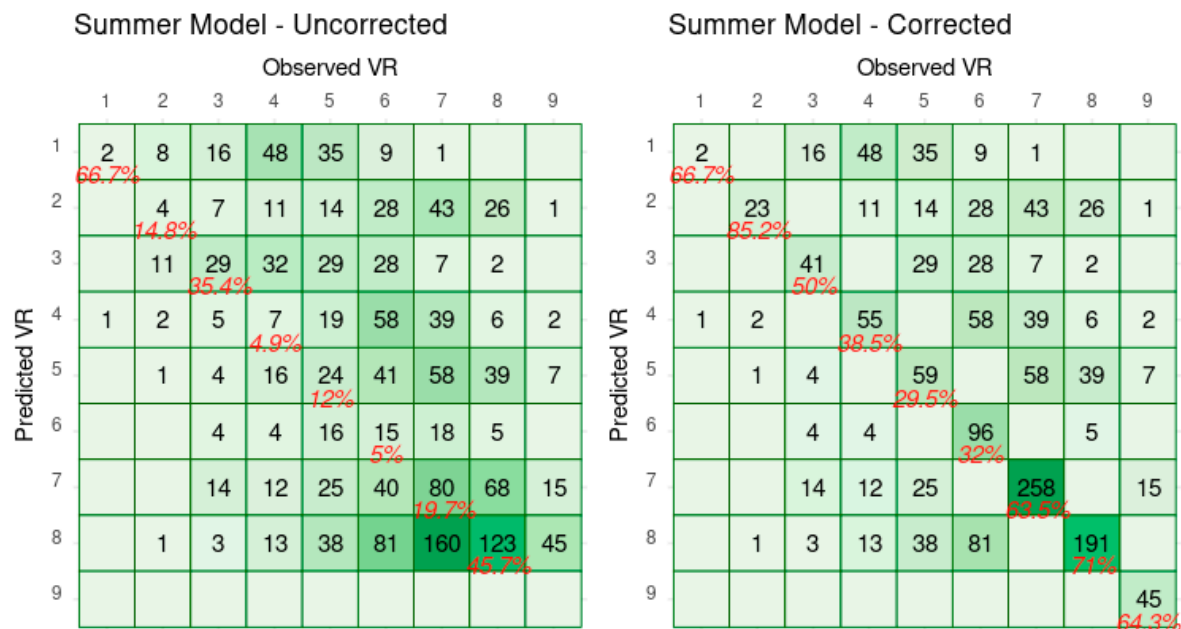 Summer Model - Uncorrected
Observed VR
1 2 3 4 5 6 7 8 9
Predicted VR
1 2 8 16 48 35 9 1
66.7%
2 4 7 11 14 28 43 26 1
14.8%
3 11 29 32 29 28 7 2
35.4%
4 1 2 5 7 19 58 39 6 2
4.9%
5 1 4 16 24 41 58 39 7
12%
6 4 4 16 15 18 5
5%
7 14 12 25 40 80 68 15
19.7%
8 1 3 13 38 81 160 123 45
45.7%
9
Summer Model - Corrected
Observed VR
1 2 3 4 5 6 7 8 9
Predicted VR
1 2 16 48 35 9 1
66.7%
2 23 11 14 28 43 26 1
85.2%
3 41 29 28 7 2
50%
4 1 2 55 58 39 6 2
38.5%
5 1 4 59 58 39 7
29.5%
6 4 4 96 5
32%
7 14 12 25 258 15
63.5%
8 1 3 13 38 81 191
71%
9 45
64.3%